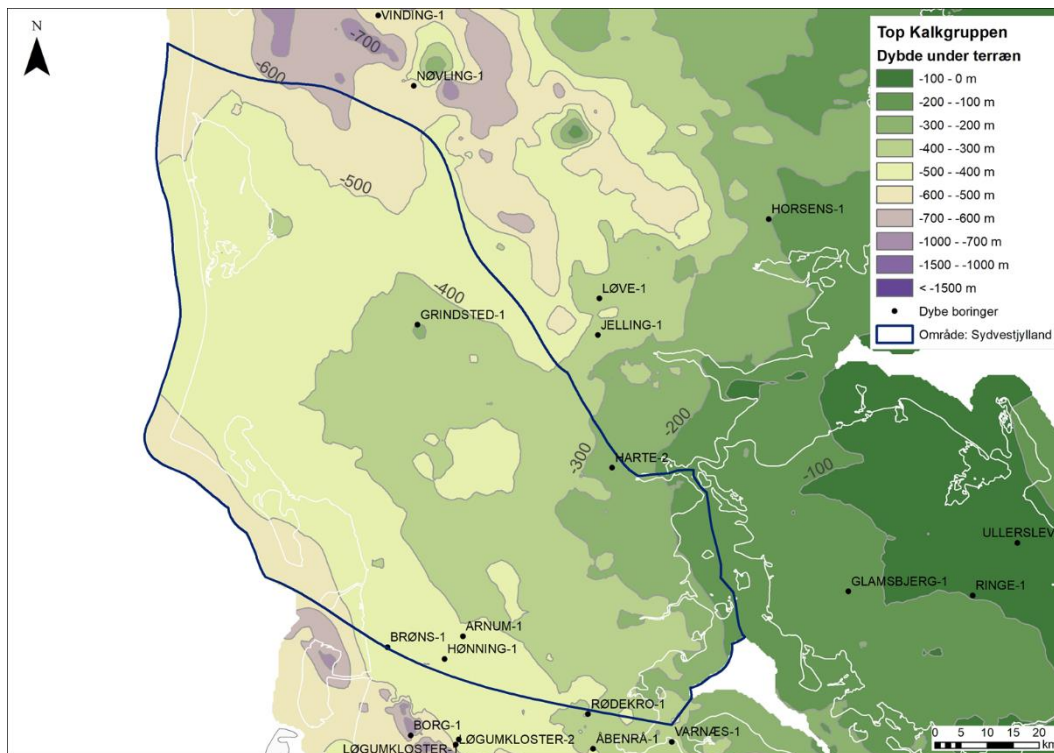 N
VINDING-1
-700
-600
NØVLING-1
-500
HORSENS-1
-400
LØVE-1
GRINDSTED-1
JELLING-1
-200
-300
HARTE-2
-100
ULLERSLEV
GLAMSBJERG-1
RINGE-1
ARNUM-1
BRØNS-1
HØNNING-1
RØDEKRO-1
BORG-1
LØGUMKLOSTER-2
ÅBENRÅ-1
VARNÆS-1
LØGUMKLOSTER-1
Top Kalkgruppen
Dybde under terræn
-100 - 0 m
-200 - -100 m
-300 - -200 m
-400 - -300 m
-500 - -400 m
-600 - -500 m
-700 - -600 m
-1000 - -700 m
-1500 - -1000 m
< -1500 m
Dybe boringer
Område: Sydvestjylland
0 5 10 15 20